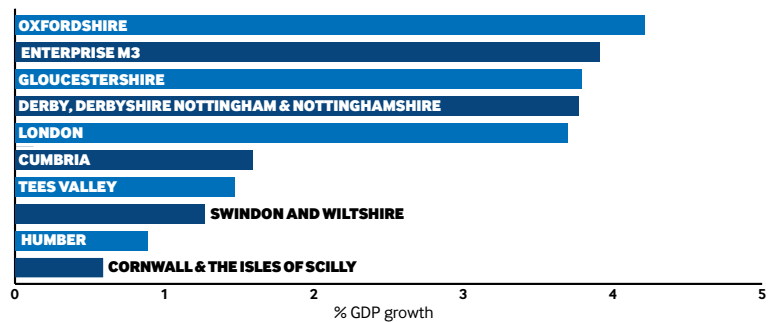 OXFORDSHIRE
ENTERPRISE M3
GLOUCESTERSHIRE
DERBY, DERBYSHIRE NOTTINGHAM & NOTTINGHAMSHIRE
LONDON
CUMBRIA
TEES VALLEY
SWINDON AND WILTSHIRE
HUMBER
CORNWALL & THE ISLES OF SCILLY
0 1 2 3 4 5
% GDP growth